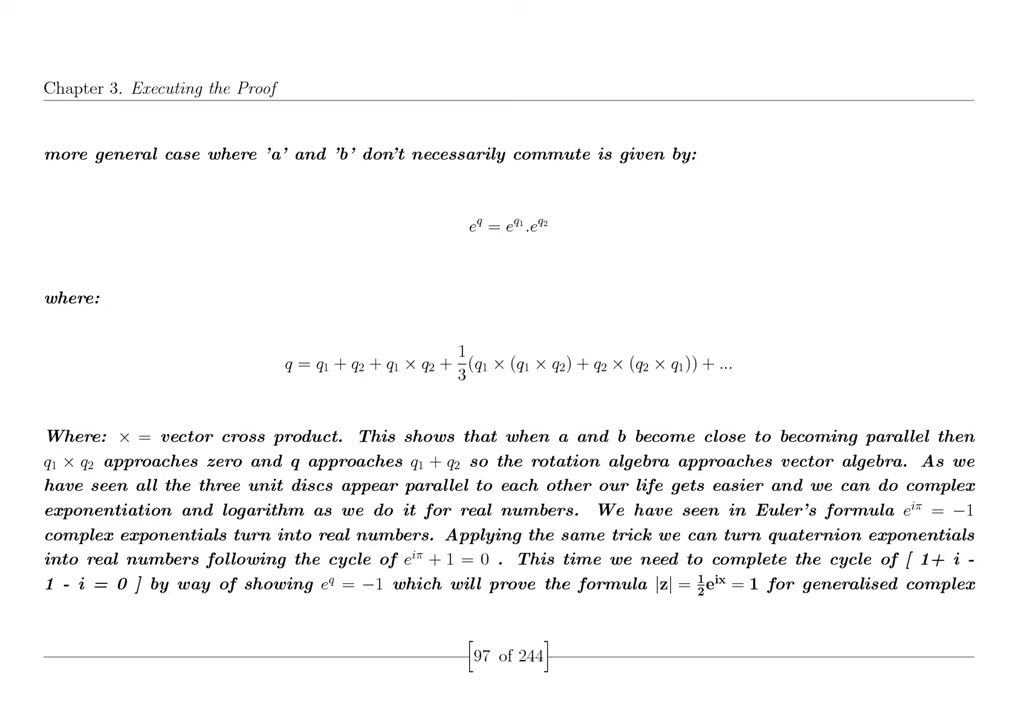 Chapter 3. Executing the Proof
more general case where 'a' and 'b' don't necessarily commute is given by:
e^q = e^{q_1}.e^{q_2}
where:
q = q_1 + q_2 + q_1 × q_2 + \frac{1}{3}(q_1 × (q_1 × q_2) + q_2 × (q_2 × q_1)) + ...
Where: × = vector cross product. This shows that when a and b become close to becoming parallel then
q_1 × q_2 approaches zero and q approaches q_1 + q_2 so the rotation algebra approaches vector algebra. As we
have seen all the three unit discs appear parallel to each other our life gets easier and we can do complex
exponentiation and logarithm as we do it for real numbers. We have seen in Euler's formula e^{iπ} = −1
complex exponentials turn into real numbers. Applying the same trick we can turn quaternion exponentials
into real numbers following the cycle of e^{iπ} + 1 = 0 . This time we need to complete the cycle of [ 1+ i -
1 - i = 0 ] by way of showing e^q = −1 which will prove the formula |z| = \frac{1}{2}e^{ix} = 1 for generalised complex
97 of 244